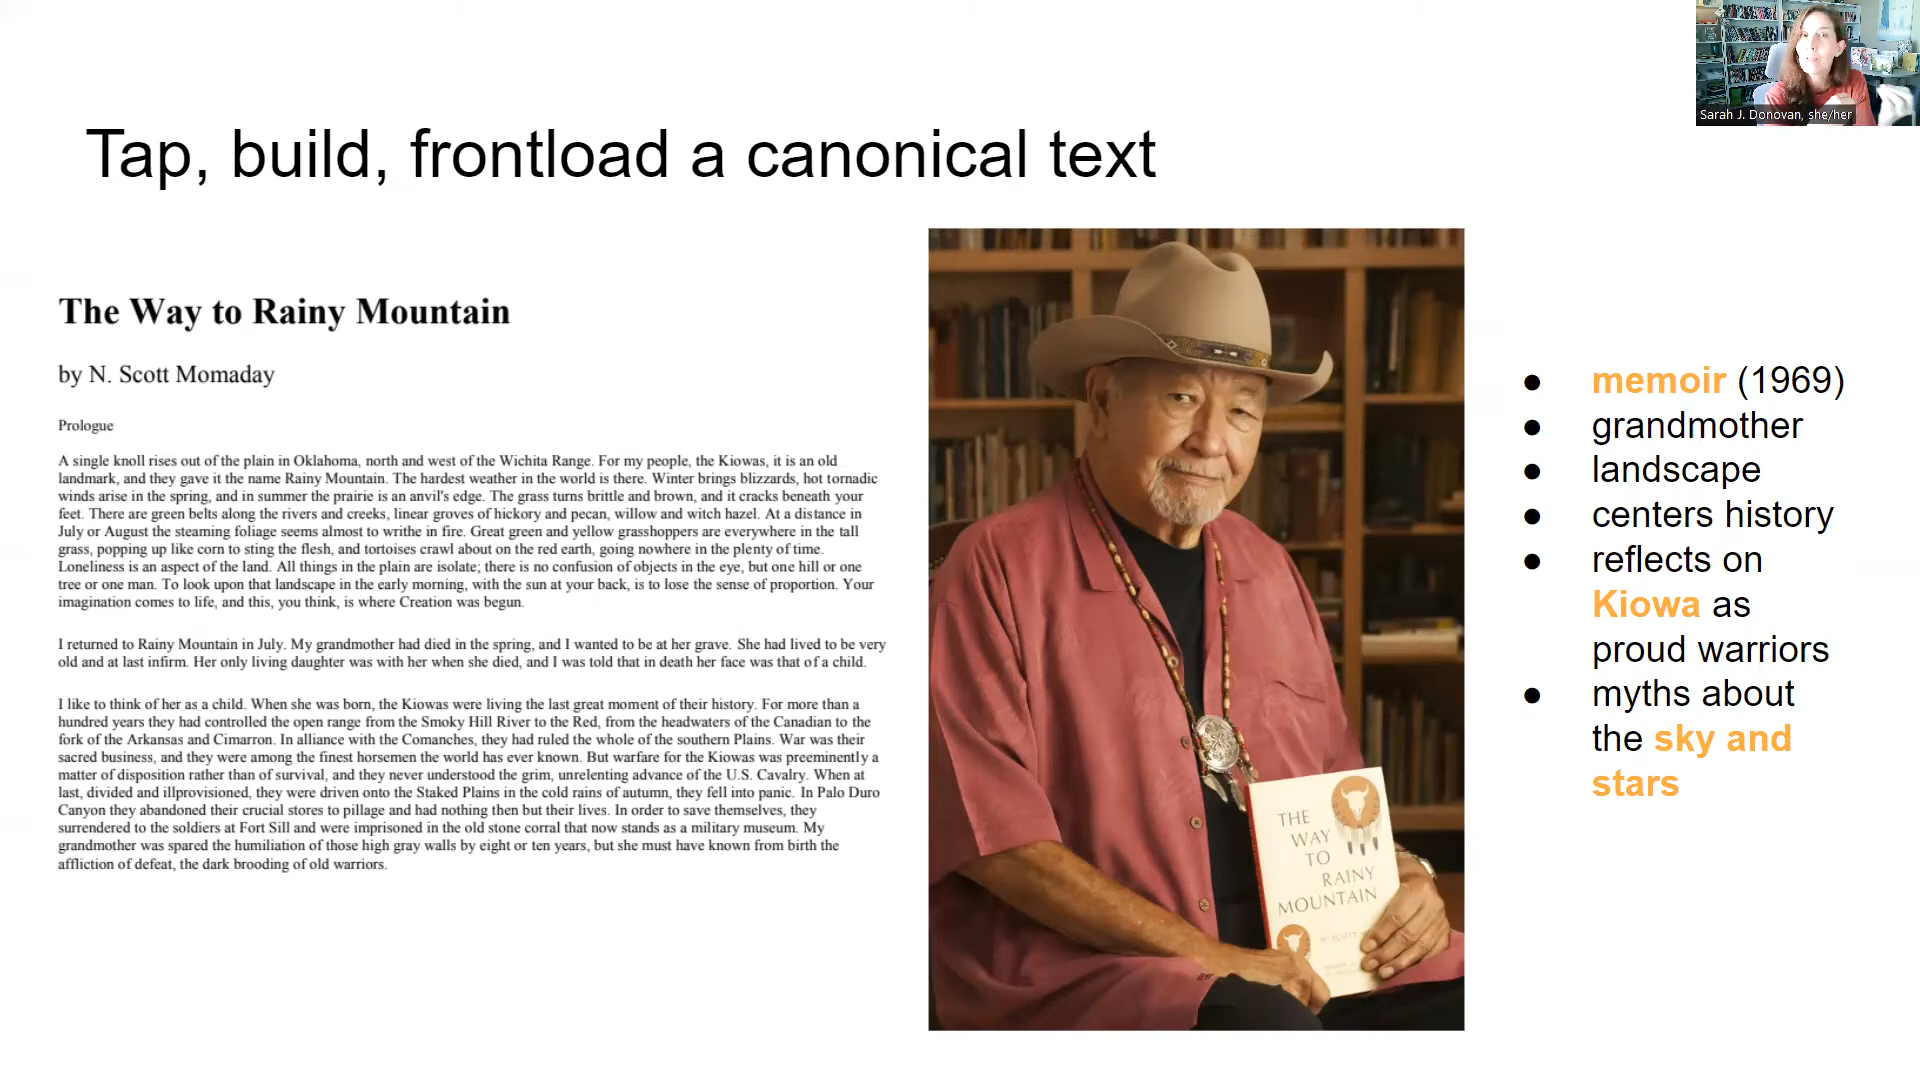 Sarah J. Donovan, she/her
Tap, build, frontload a canonical text
The Way to Rainy Mountain
by N. Scott Momaday
Prologue
A single knoll rises out of the plain in Oklahoma, north and west of the Wichita Range. For my people, the Kiowas, it is an old
landmark, and they gave it the name Rainy Mountain. The hardest weather in the world is there. Winter brings blizzards, hot tornadic
winds arise in the spring, and in summer the prairie is an anvil's edge. The grass turns brittle and brown, and it cracks beneath your
feet. There are green belts along the rivers and creeks, linear groves of hickory and pecan, willow and witch hazel. At a distance in
July or August the steaming foliage seems almost to writhe in fire. Great green and yellow grasshoppers are everywhere in the tall
grass, popping up like corn to sting the flesh, and tortoises crawl about on the red earth, going nowhere in the plenty of time.
Loneliness is an aspect of the land. All things in the plain are isolate; there is no confusion of objects in the eye, but one hill or one
tree or one man. To look upon that landscape in the early morning, with the sun at your back, is to lose the sense of proportion. Your
imagination comes to life, and this, you think, is where Creation was begun.
I returned to Rainy Mountain in July. My grandmother had died in the spring, and I wanted to be at her grave. She had lived to be very
old and at last infirm. Her only living daughter was with her when she died, and I was told that in death her face was that of a child.
I like to think of her as a child. When she was born, the Kiowas were living the last great moment of their history. For more than a
hundred years they had controlled the open range from the Smoky Hill River to the Red, from the headwaters of the Canadian to the
fork of the Arkansas and Cimarron. In alliance with the Comanches, they had ruled the whole of the southern Plains. War was their
sacred business, and they were among the finest horsemen the world has ever known. But warfare for the Kiowas was preeminently a
matter of disposition rather than of survival, and they never understood the grim, unrelenting advance of the U.S. Cavalry. When at
last, divided and illprovisioned, they were driven onto the Staked Plains in the cold rains of autumn, they fell into panic. In Palo Duro
Canyon they abandoned their crucial stores to pillage and had nothing then but their lives. In order to save themselves, they
surrendered to the soldiers at Fort Sill and were imprisoned in the old stone corral that now stands as a military museum. My
grandmother was spared the humiliation of those high gray walls by eight or ten years, but she must have known from birth the
affliction of defeat, the dark brooding of old warriors.
THE
WAY
TO
RAINY
MOUNTAIN
N. SCOTT
● memoir (1969)
● grandmother
● landscape
● centers history
● reflects on
Kiowa as
proud warriors
● myths about
the sky and
stars